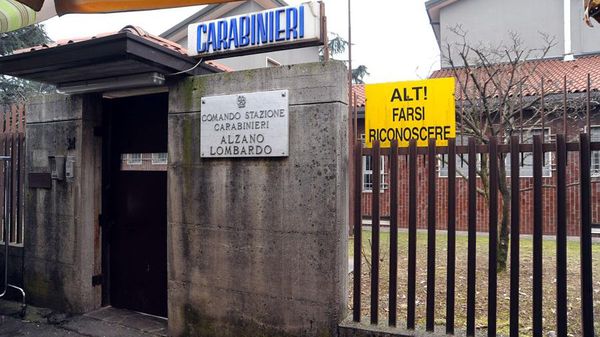 CARABINIERI
COMANDO STAZIONE
CARABINIERI
ALZANO
LOMBARDO
ALT!
FARSI
RICONOSCERE